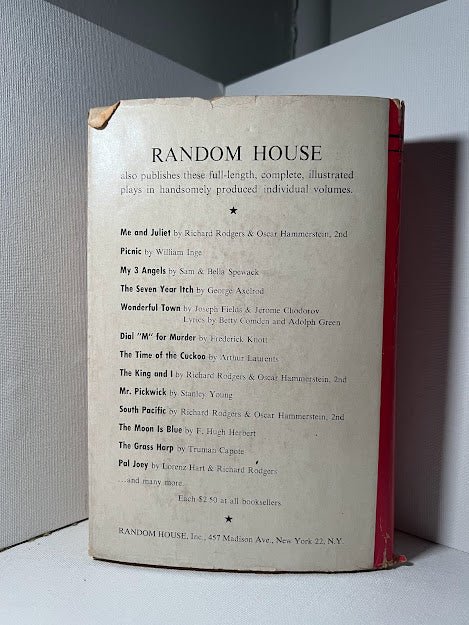 RANDOM HOUSE
also publishes these full-length, complete, illustrated
plays in handsomely produced individual volumes.
★
Me and Juliet by Richard Rodgers & Oscar Hammerstein, 2nd
Picnic by William Inge
My 3 Angels by Sam & Bella Spewack
The Seven Year Itch by George Axelrod
Wonderful Town by Joseph Fields & Jerome Chodorov
Lyrics by Betty Comden and Adolph Green
Dial "M" for Murder by Frederick Knott
The Time of the Cuckoo by Arthur Laurents
The King and I by Richard Rodgers & Oscar Hammerstein, 2nd
Mr. Pickwick by Stanley Young
South Pacific by Richard Rodgers & Oscar Hammerstein, 2nd
The Moon Is Blue by F. Hugh Herbert
The Grass Harp by Truman Capote
Pal Joey by Lorenz Hart & Richard Rodgers
...and many more.
Each $2.50 at all booksellers
★
RANDOM HOUSE, Inc., 457 Madison Ave., New York 22, N.Y.